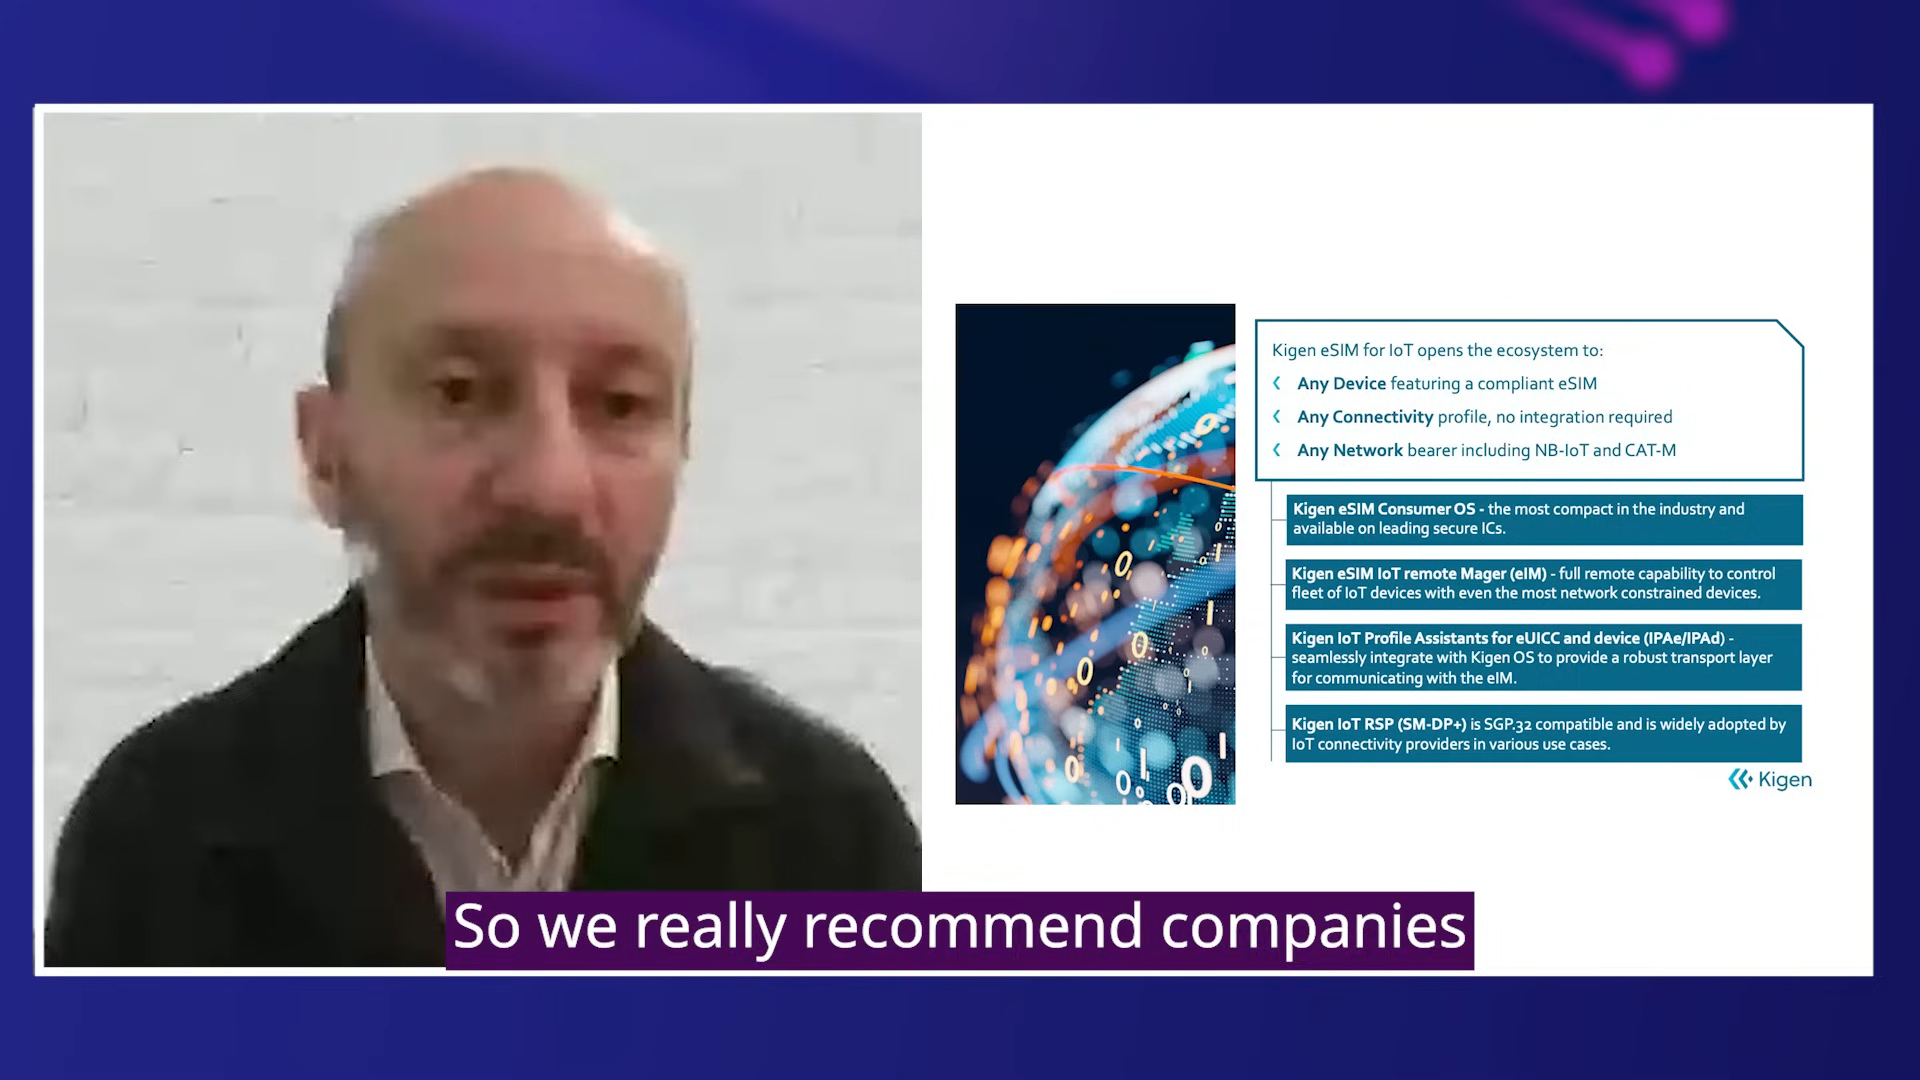 Kigen eSIM for IoT opens the ecosystem to:
Any Device featuring a compliant eSIM
Any Connectivity profile, no integration required
Any Network bearer including NB-IoT and CAT-M
Kigen eSIM Consumer OS - the most compact in the industry and
available on leading secure ICs.
Kigen eSIM IoT remote Mager (eIM) - full remote capability to control
fleet of IoT devices with even the most network constrained devices.
Kigen IoT Profile Assistants for eUICC and device (IPAe/IPAd) -
seamlessly integrate with Kigen OS to provide a robust transport layer
for communicating with the eIM.
Kigen IoT RSP (SM-DP+) is SGP.32 compatible and is widely adopted by
IoT connectivity providers in various use cases.
Kigen
So we really recommend companies